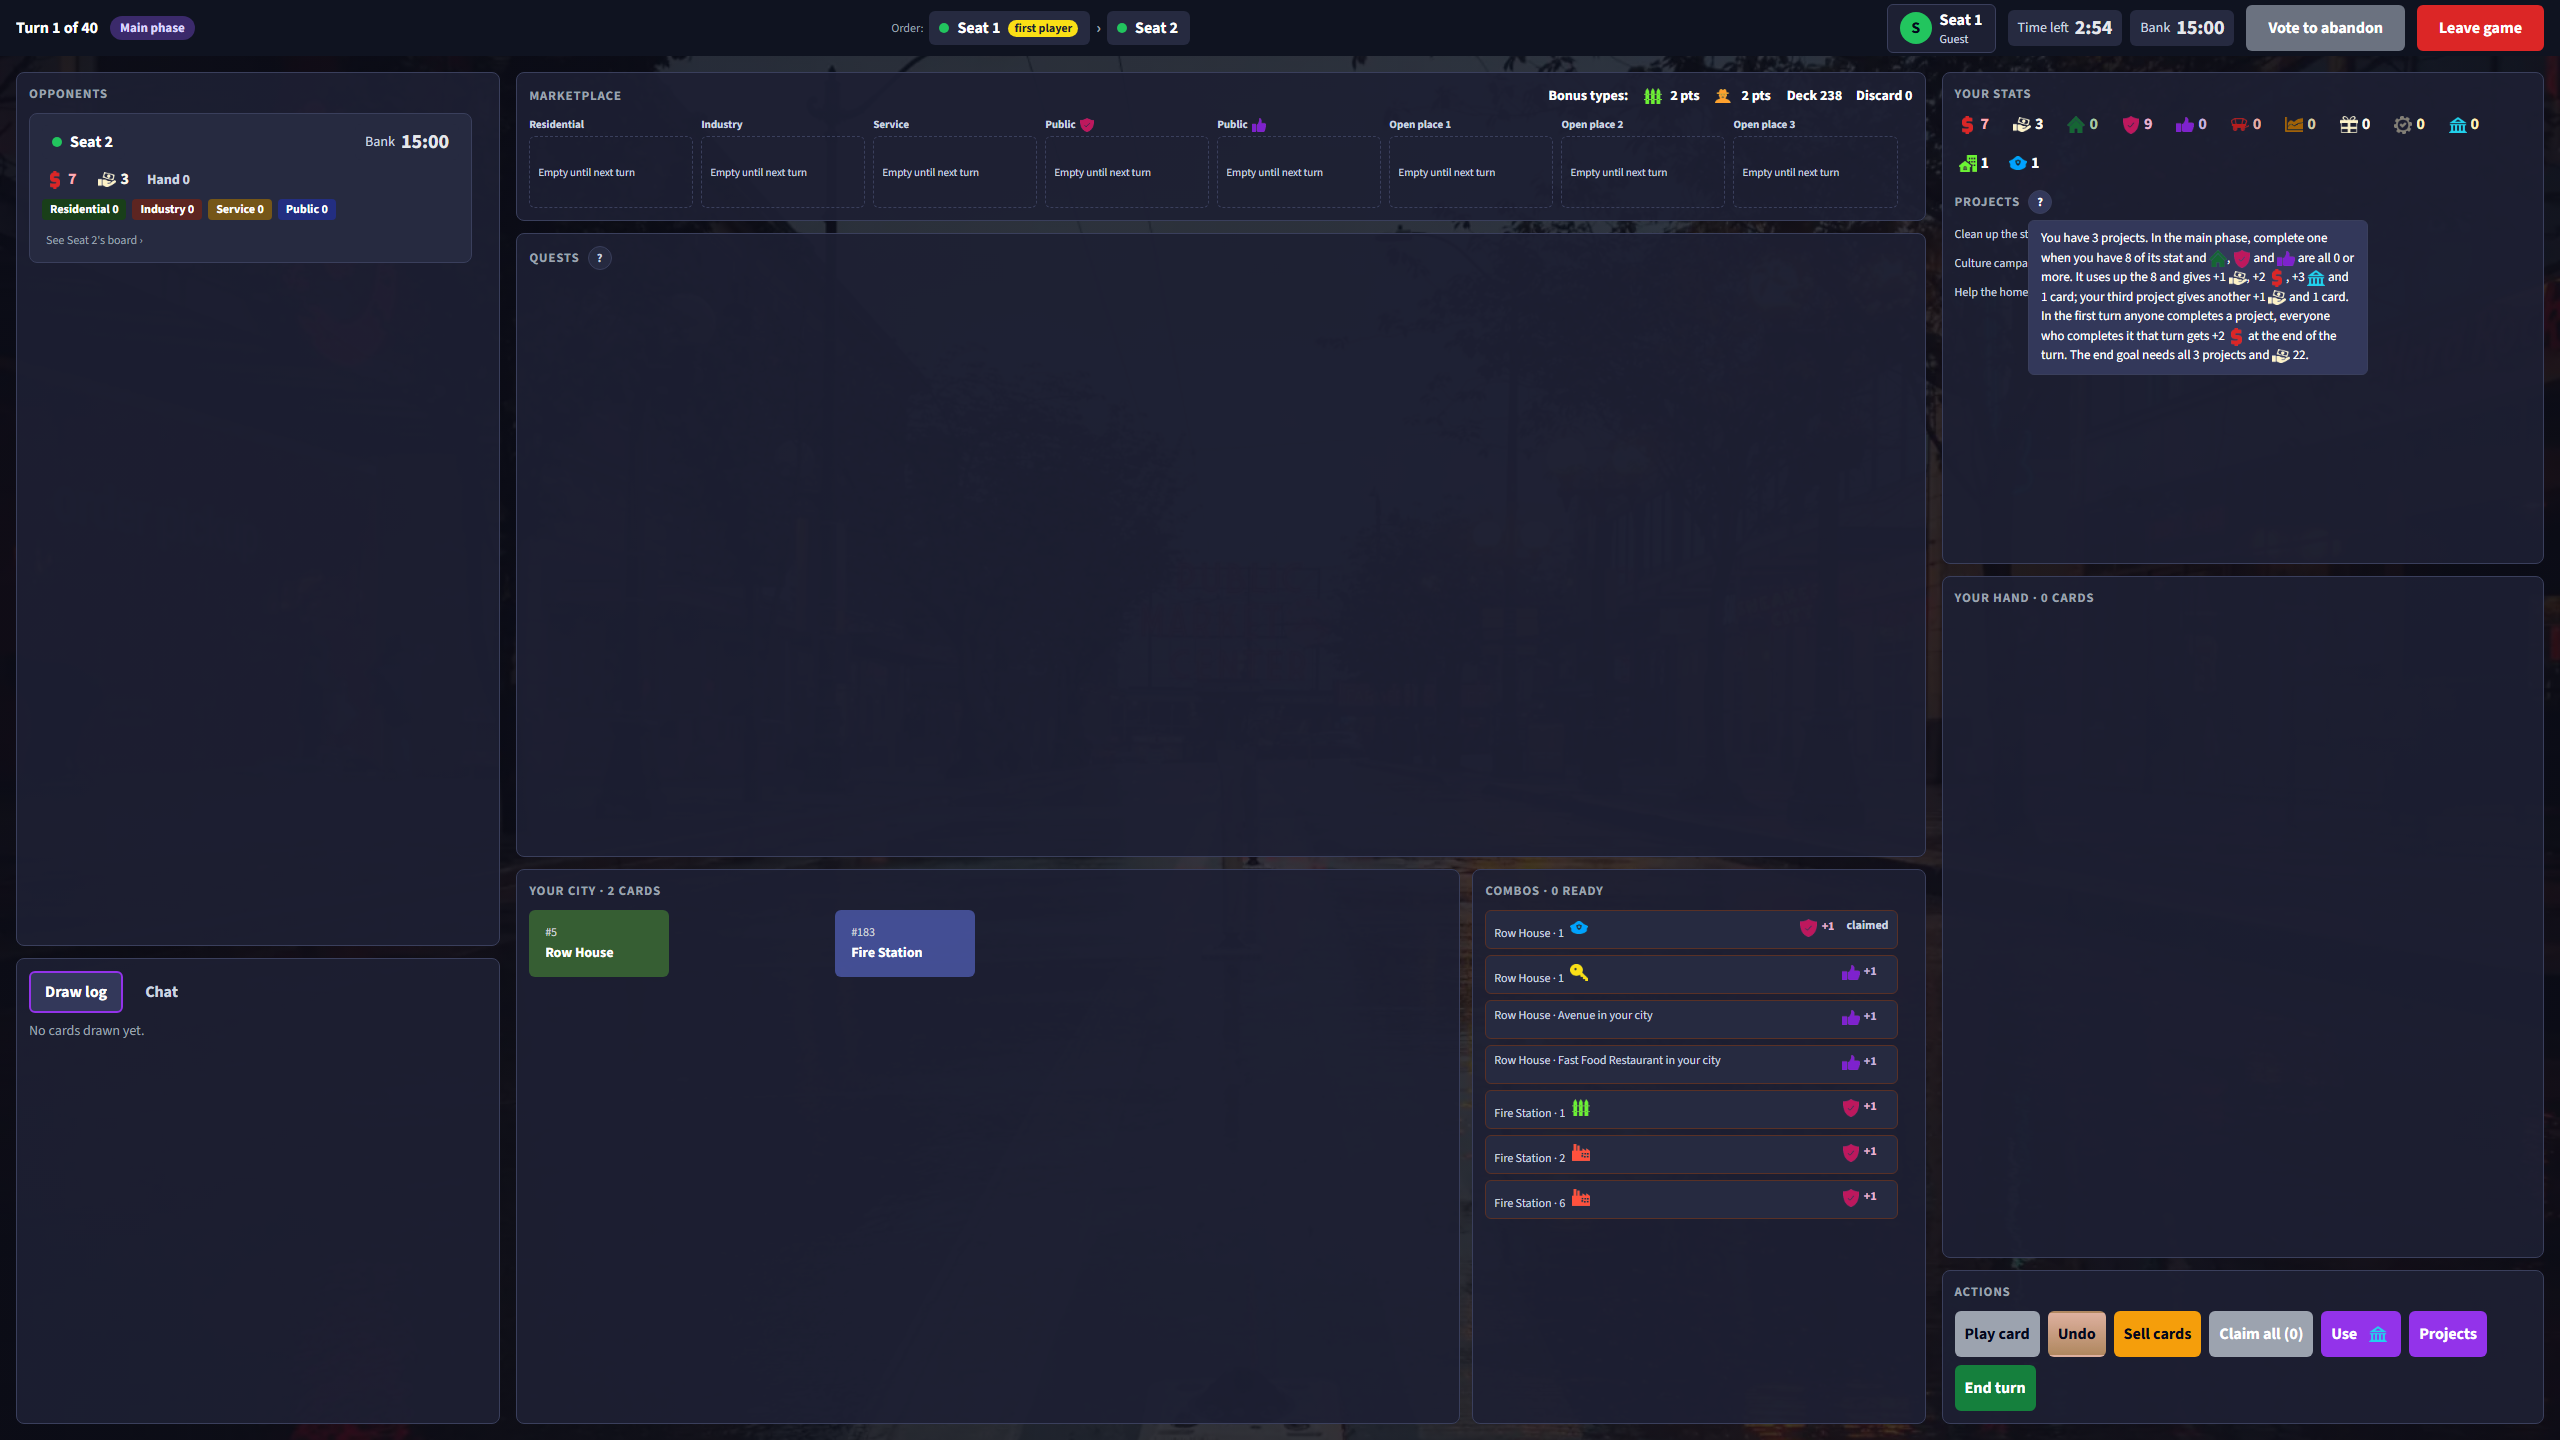 Turn 1 of 40 Main phase
Order: Seat 1 first player › Seat 2
S Seat 1 Guest
Time left 2:54
Bank 15:00
Vote to abandon
Leave game
OPPONENTS
Seat 2 Bank 15:00
7 3 Hand 0
Residential 0 Industry 0 Service 0 Public 0
See Seat 2's board ›
Draw log Chat
No cards drawn yet.
MARKETPLACE
Bonus types: 2 pts 2 pts Deck 238 Discard 0
Residential Industry Service Public Public Open place 1 Open place 2 Open place 3
Empty until next turn Empty until next turn Empty until next turn Empty until next turn Empty until next turn Empty until next turn Empty until next turn Empty until next turn
QUESTS ?
YOUR CITY · 2 CARDS
#5
Row House
#183
Fire Station
COMBOS · 0 READY
Row House · 1 +1 claimed
Row House · 1 +1
Row House · Avenue in your city +1
Row House · Fast Food Restaurant in your city +1
Fire Station · 1 +1
Fire Station · 2 +1
Fire Station · 6 +1
YOUR STATS
7 3 0 9 0 0 0 0 0 0
1 1
PROJECTS ?
Clean up the st
Culture campa
Help the home
You have 3 projects. In the main phase, complete one
when you have 8 of its stat and , and are all 0 or
more. It uses up the 8 and gives +1 , +2 , +3 and
1 card; your third project gives another +1 and 1 card.
In the first turn anyone completes a project, everyone
who completes it that turn gets +2 at the end of the
turn. The end goal needs all 3 projects and 22.
YOUR HAND · 0 CARDS
ACTIONS
Play card Undo Sell cards Claim all (0) Use Projects
End turn